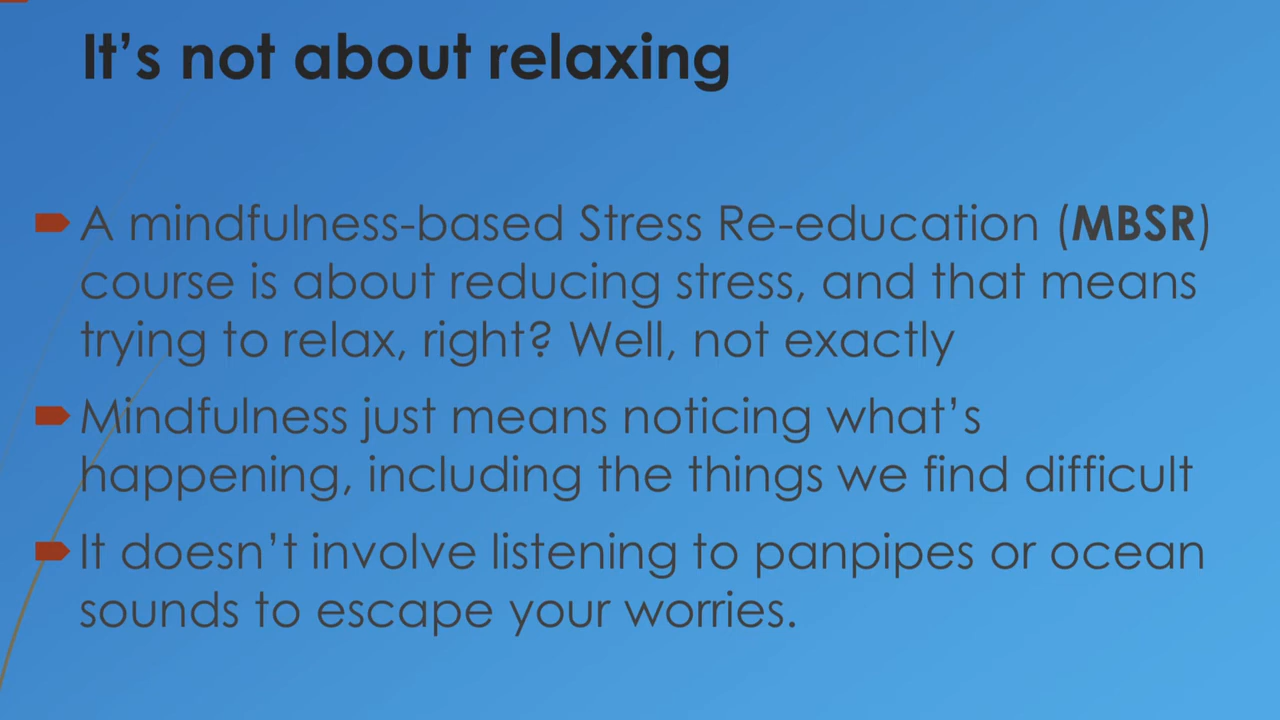 It’s not about relaxing
A mindfulness-based Stress Re-education (MBSR)
course is about reducing stress, and that means
trying to relax, right? Well, not exactly
Mindfulness just means noticing what’s
happening, including the things we find difficult
It doesn’t involve listening to panpipes or ocean
sounds to escape your worries.